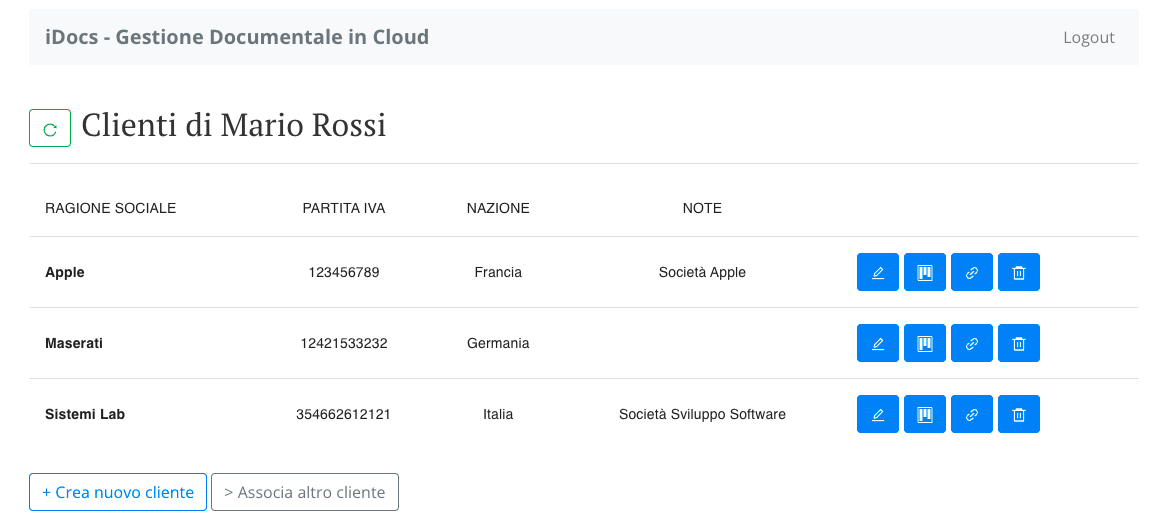 iDocs - Gestione Documentale in Cloud Logout
Clienti di Mario Rossi
RAGIONE SOCIALE PARTITA IVA NAZIONE NOTE
Apple 123456789 Francia Società Apple
Maserati 12421533232 Germania
Sistemi Lab 354662612121 Italia Società Sviluppo Software
+ Crea nuovo cliente > Associa altro cliente